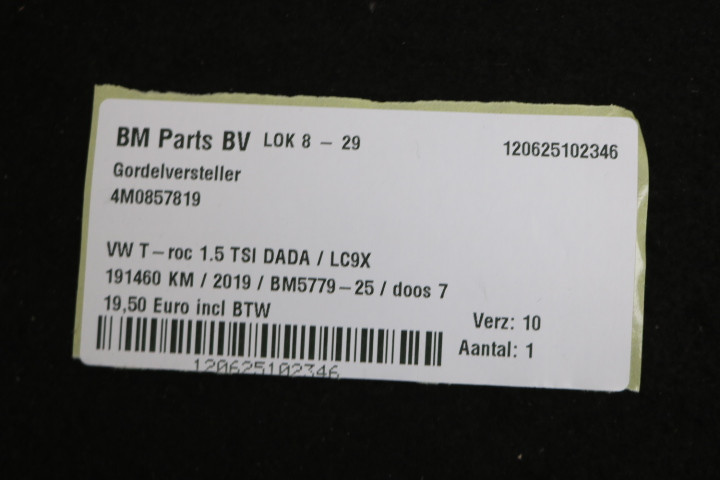 BM Parts BV LOK 8 - 29 120625102346
Gordelversteller
4M0857819
VW T-roc 1.5 TSI DADA / LC9X
191460 KM / 2019 / BM5779-25 / doos 7
19,50 Euro incl BTW Verz: 10
Aantal: 1
120625102346